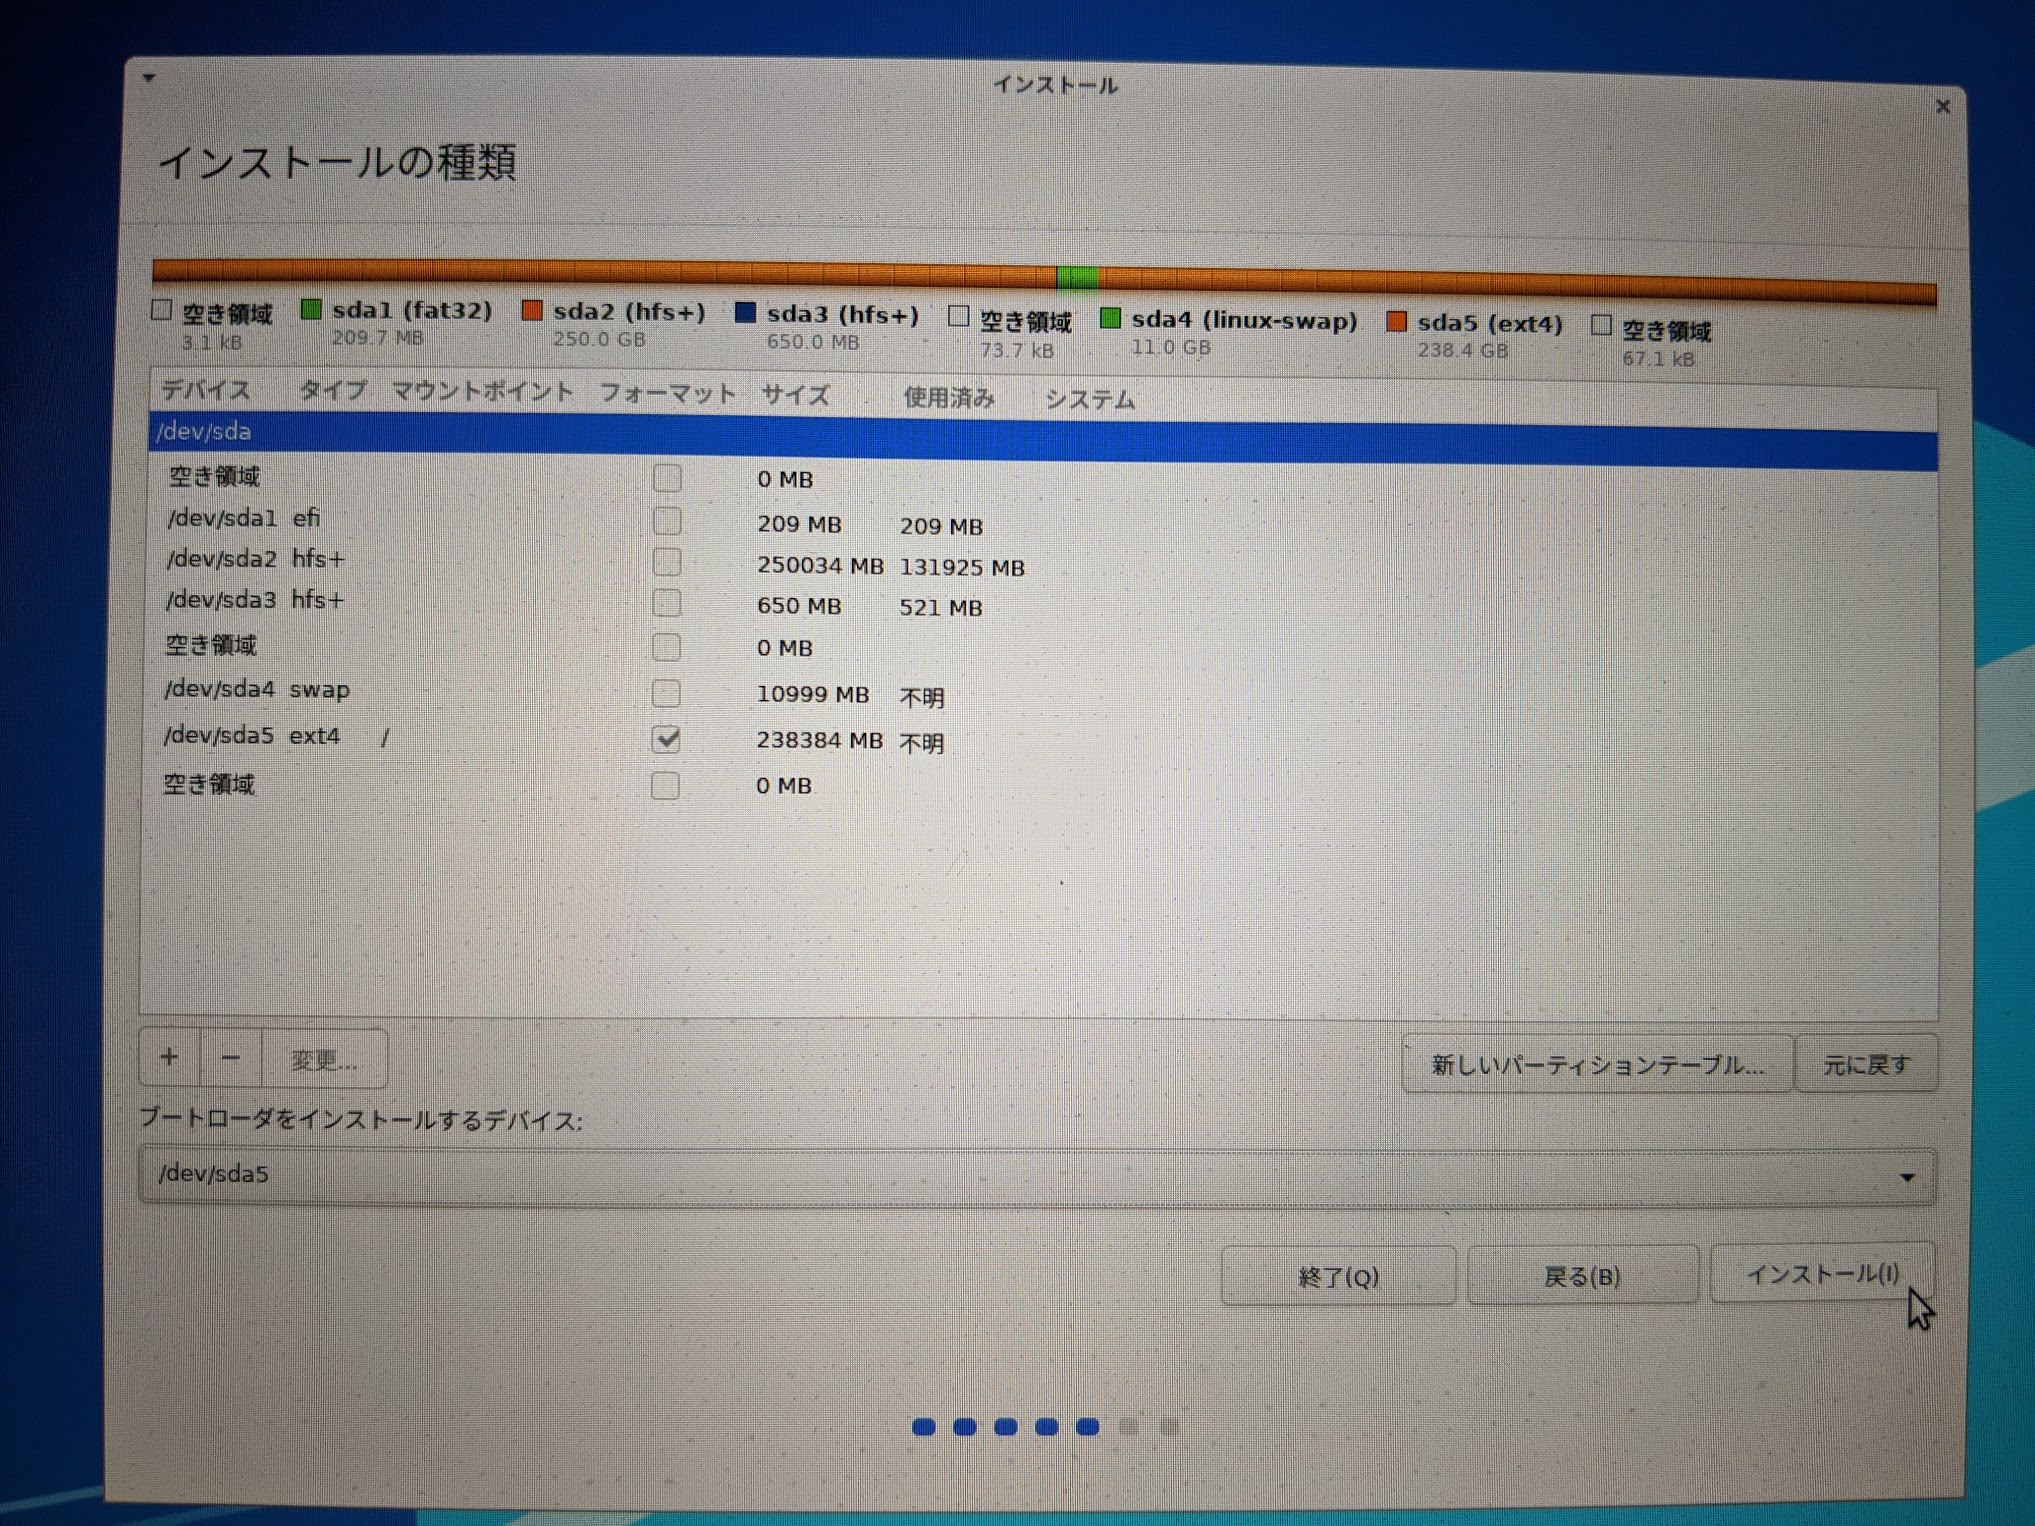 インストール
インストールの種類
空き領域 sda1 (fat32) sda2 (hfs+) sda3 (hfs+) 空き領域 sda4 (linux-swap) sda5 (ext4) 空き領域
3.1 kB 209.7 MB 250.0 GB 650.0 MB 73.7 kB 11.0 GB 238.4 GB 67.1 kB
デバイス タイプ マウントポイント フォーマット サイズ 使用済み システム
/dev/sda
空き領域 0 MB
/dev/sda1 efi 209 MB 209 MB
/dev/sda2 hfs+ 250034 MB 131925 MB
/dev/sda3 hfs+ 650 MB 521 MB
空き領域 0 MB
/dev/sda4 swap 10999 MB 不明
/dev/sda5 ext4 / 238384 MB 不明
空き領域 0 MB
+ − 変更... 新しいパーティションテーブル... 元に戻す
ブートローダをインストールするデバイス:
/dev/sda5
終了(Q) 戻る(B) インストール(I)